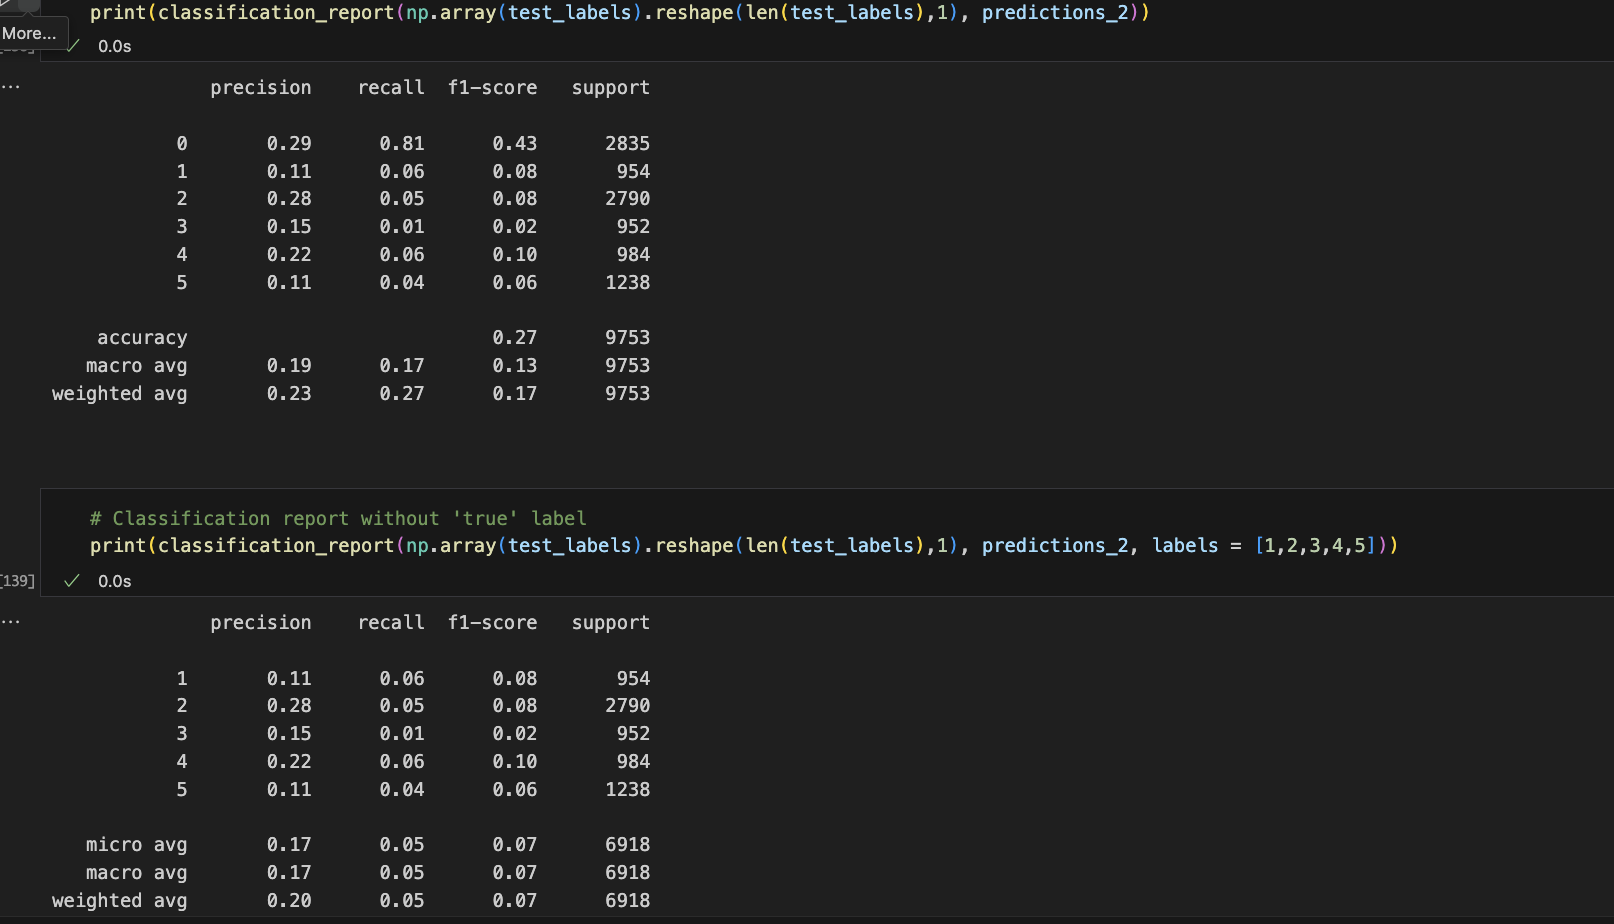 print(classification_report(np.array(test_labels).reshape(len(test_labels),1), predictions_2))
More...
0.0s
precision recall f1-score support
0 0.29 0.81 0.43 2835
1 0.11 0.06 0.08 954
2 0.28 0.05 0.08 2790
3 0.15 0.01 0.02 952
4 0.22 0.06 0.10 984
5 0.11 0.04 0.06 1238
accuracy 0.27 9753
macro avg 0.19 0.17 0.13 9753
weighted avg 0.23 0.27 0.17 9753
# Classification report without 'true' label
print(classification_report(np.array(test_labels).reshape(len(test_labels),1), predictions_2, labels = [1,2,3,4,5]))
[139] 0.0s
precision recall f1-score support
1 0.11 0.06 0.08 954
2 0.28 0.05 0.08 2790
3 0.15 0.01 0.02 952
4 0.22 0.06 0.10 984
5 0.11 0.04 0.06 1238
micro avg 0.17 0.05 0.07 6918
macro avg 0.17 0.05 0.07 6918
weighted avg 0.20 0.05 0.07 6918